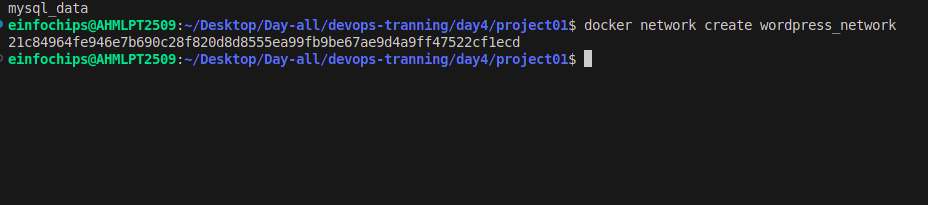 mysql_data
einfochips@AHMLPT2509:~/Desktop/Day-all/devops-tranning/day4/project01$ docker network create wordpress_network
21c84964fe946e7b690c28f820d8d8555ea99fb9be67ae9d4a9ff47522cf1ecd
einfochips@AHMLPT2509:~/Desktop/Day-all/devops-tranning/day4/project01$